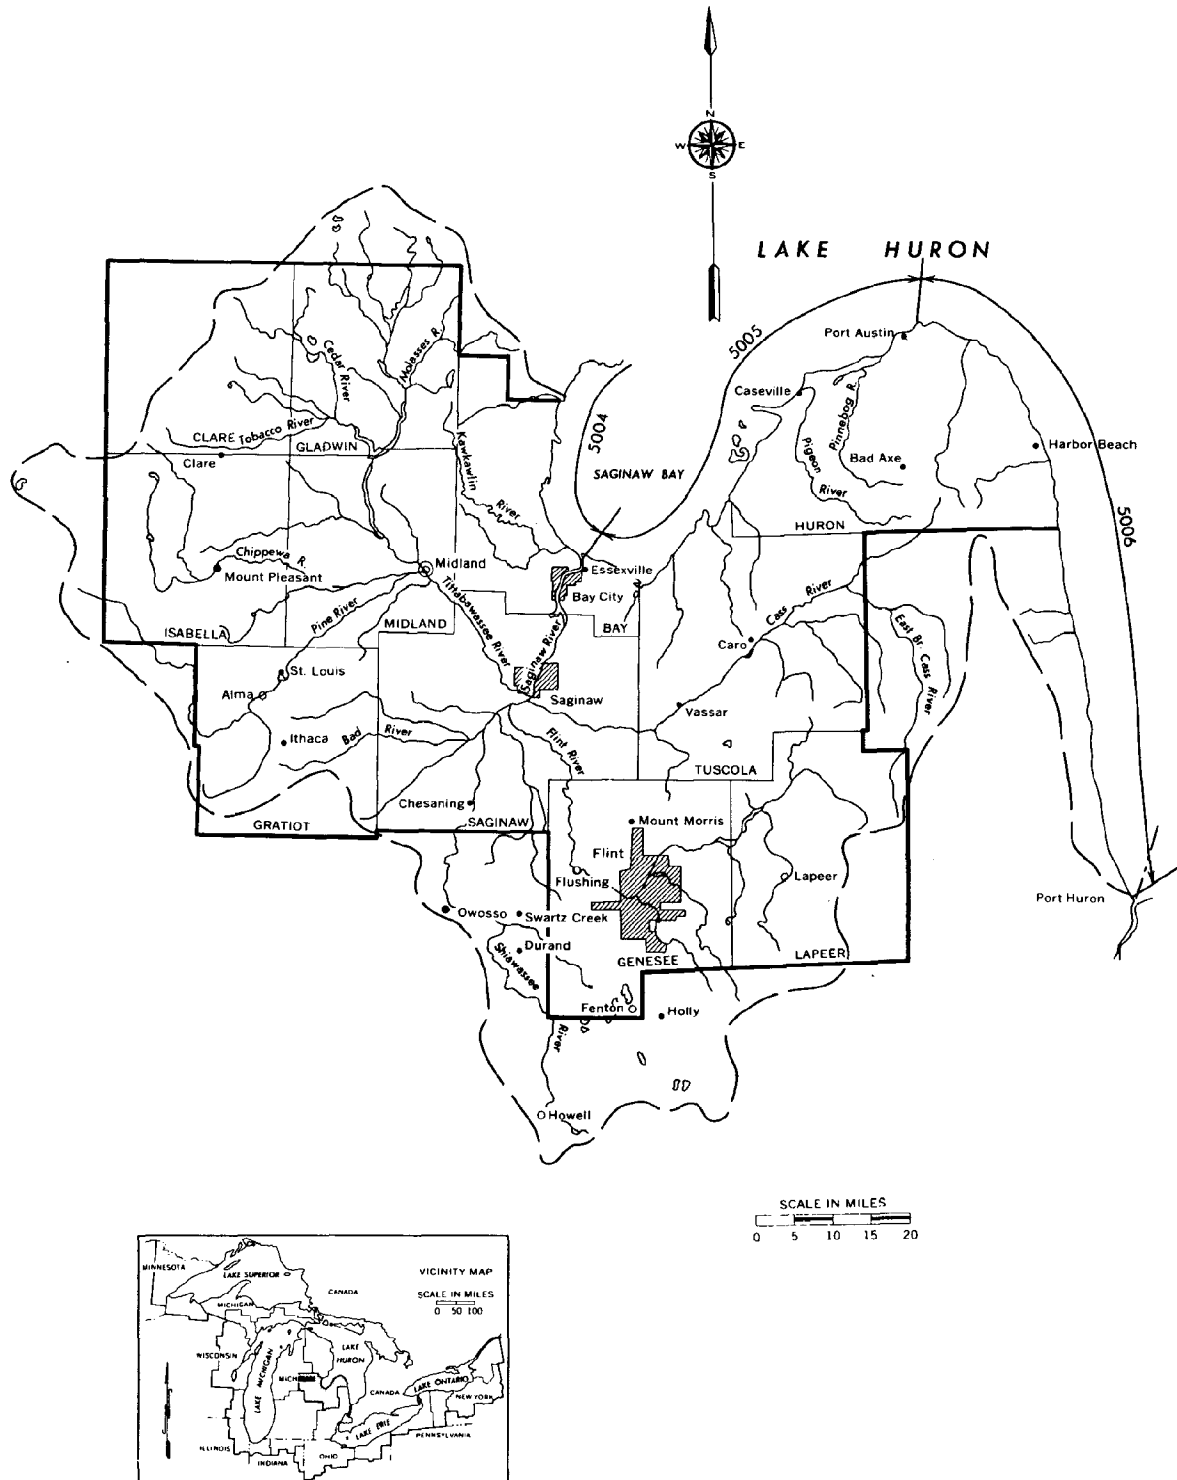 N
W E
S
LAKE HURON
5005
Port Austin
Cedar River
Molasses R.
Caseville
Pinnebog R.
5004
CLARE
Tobacco River
GLADWIN
Clare
Kawkawlin River
SAGINAW BAY
Pigeon River
Bad Axe
Harbor Beach
HURON
5006
Chippewa R.
Mount Pleasant
Midland
Essexville
Bay City
Tittabawassee River
Pine River
ISABELLA
MIDLAND
BAY
Cass River
East Br. Cass River
Caro
St. Louis
Saginaw River
Alma
Saginaw
Vassar
Ithaca
Bad River
Flint River
TUSCOLA
Chesaning
GRATIOT
SAGINAW
Mount Morris
Flint
Flushing
Lapeer
Port Huron
Owosso
Swartz Creek
Durand
Shiawassee River
GENESEE
LAPEER
Fenton
Holly
Howell
SCALE IN MILES
0 5 10 15 20
MINNESOTA
LAKE SUPERIOR
CANADA
VICINITY MAP
SCALE IN MILES
0 50 100
MICHIGAN
WISCONSIN
LAKE MICHIGAN
LAKE HURON
CANADA
LAKE ONTARIO
NEW YORK
LAKE ERIE
PENNSYLVANIA
ILLINOIS
INDIANA
OHIO